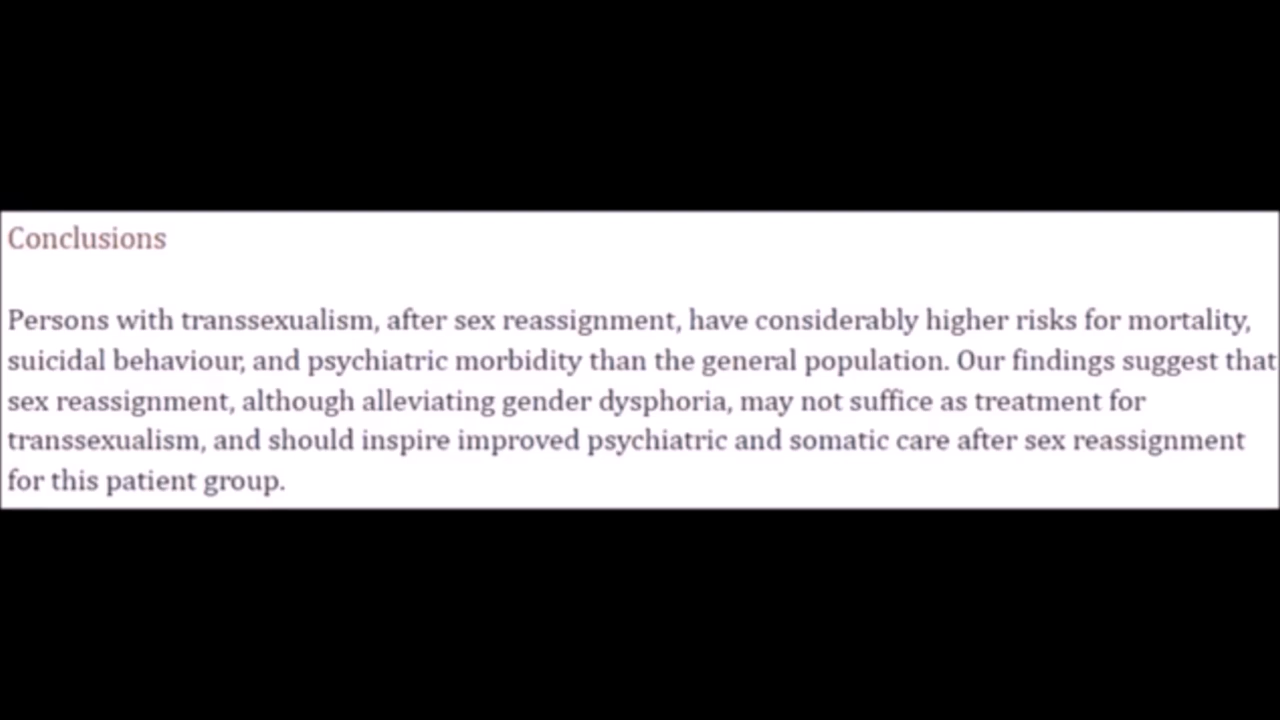 Conclusions
Persons with transsexualism, after sex reassignment, have considerably higher risks for mortality,
suicidal behaviour, and psychiatric morbidity than the general population. Our findings suggest that
sex reassignment, although alleviating gender dysphoria, may not suffice as treatment for
transsexualism, and should inspire improved psychiatric and somatic care after sex reassignment
for this patient group.